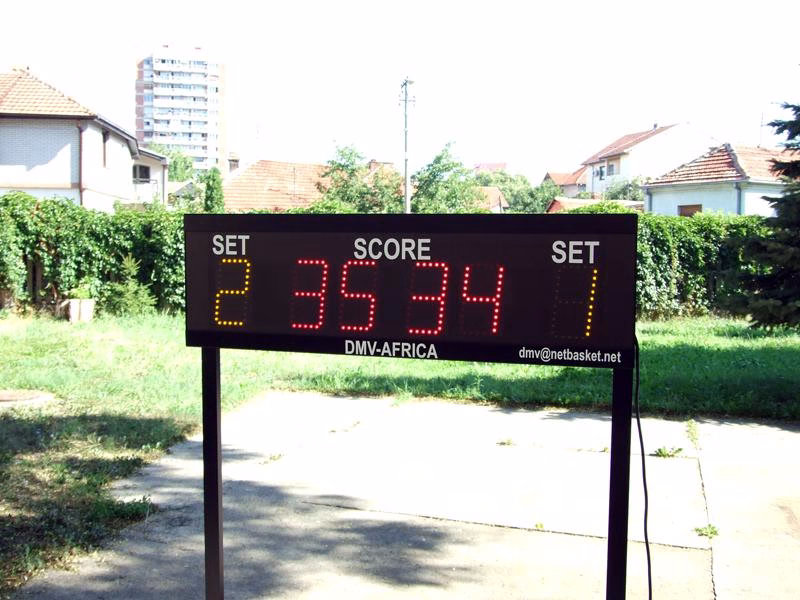 SET SCORE SET
2 35 34 1
DMV-AFRICA dmv@netbasket.net